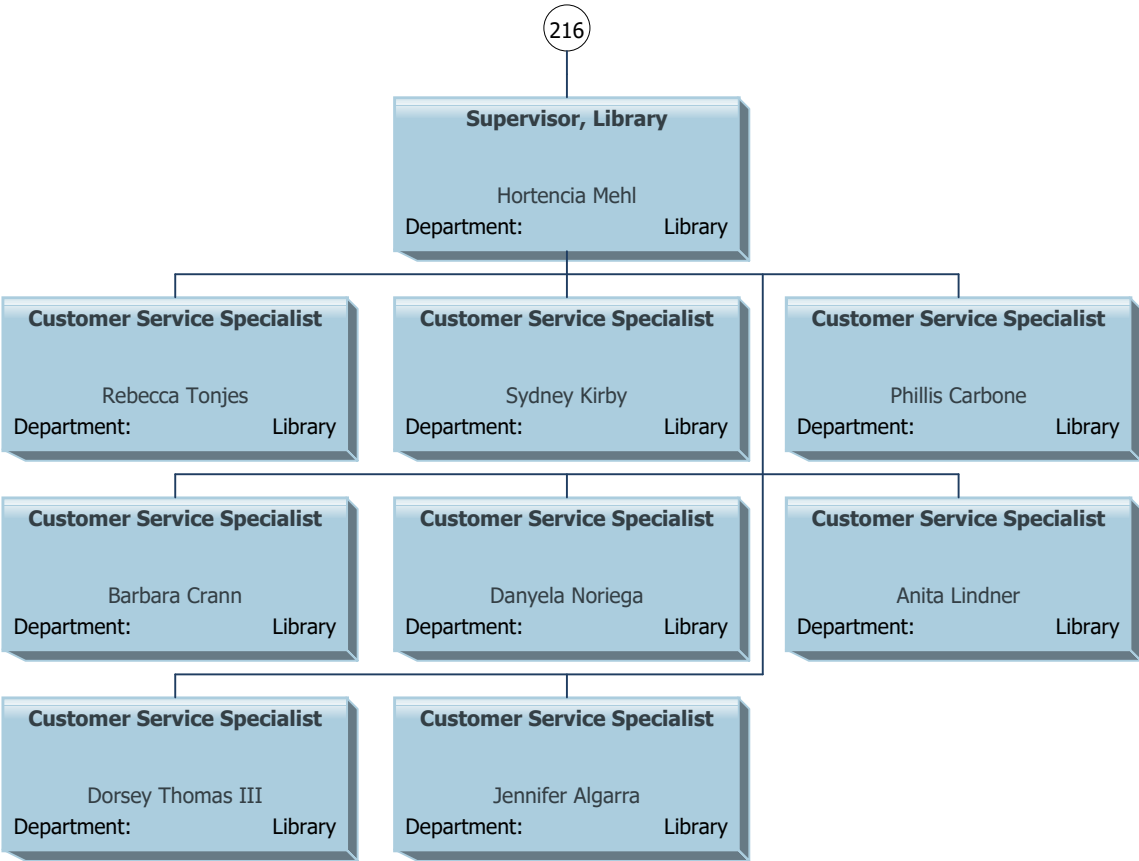 216
Supervisor, Library
Hortencia Mehl
Department: Library
Customer Service Specialist
Rebecca Tonjes
Department: Library
Customer Service Specialist
Sydney Kirby
Department: Library
Customer Service Specialist
Phillis Carbone
Department: Library
Customer Service Specialist
Barbara Crann
Department: Library
Customer Service Specialist
Danyela Noriega
Department: Library
Customer Service Specialist
Anita Lindner
Department: Library
Customer Service Specialist
Dorsey Thomas III
Department: Library
Customer Service Specialist
Jennifer Algarra
Department: Library